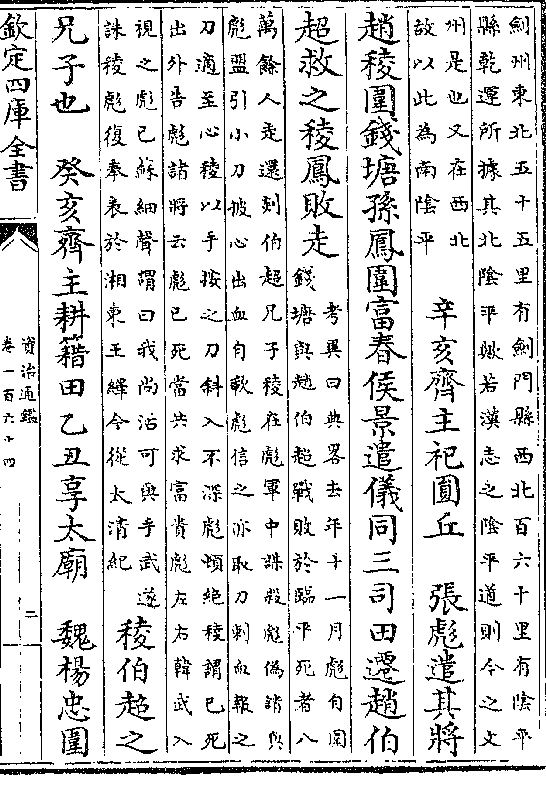 劍州東北五十五里有劍門縣西北百六十里有陰平
縣乾運所據其北陰平歟若漢志之陰平道則今之文
州是也又在西北
故以此為南陰平
辛亥齊主祀圓丘　張彪遣其將
趙稜圍錢塘孫鳳圍富春侯景遣儀同三司田遷趙伯
超救之稜鳳敗走
考異曰典畧去年十一月彪自圍
錢塘與趙伯超戰敗於臨平死者八
萬餘人走還剡伯超兄子稜在彪軍中謀殺彪偽請與
彪盟引小刀披心出血自歃彪信之亦取刀刺血報之
刀適至心稜以手按之刀斜入不深彪頓絶稜謂已死
出外告彪諸將云彪已死當共求富貴彪左右韓武入
視之彪已蘇細聲謂曰我尚活可與手武遂
誅稜彪復奉表於湘東王繹今從太清紀
稜伯超之
兄子也　癸亥齊主耕籍田乙丑享太廟　魏楊忠圍
欽定四庫全書
資治通鑑
卷一百六十四
二